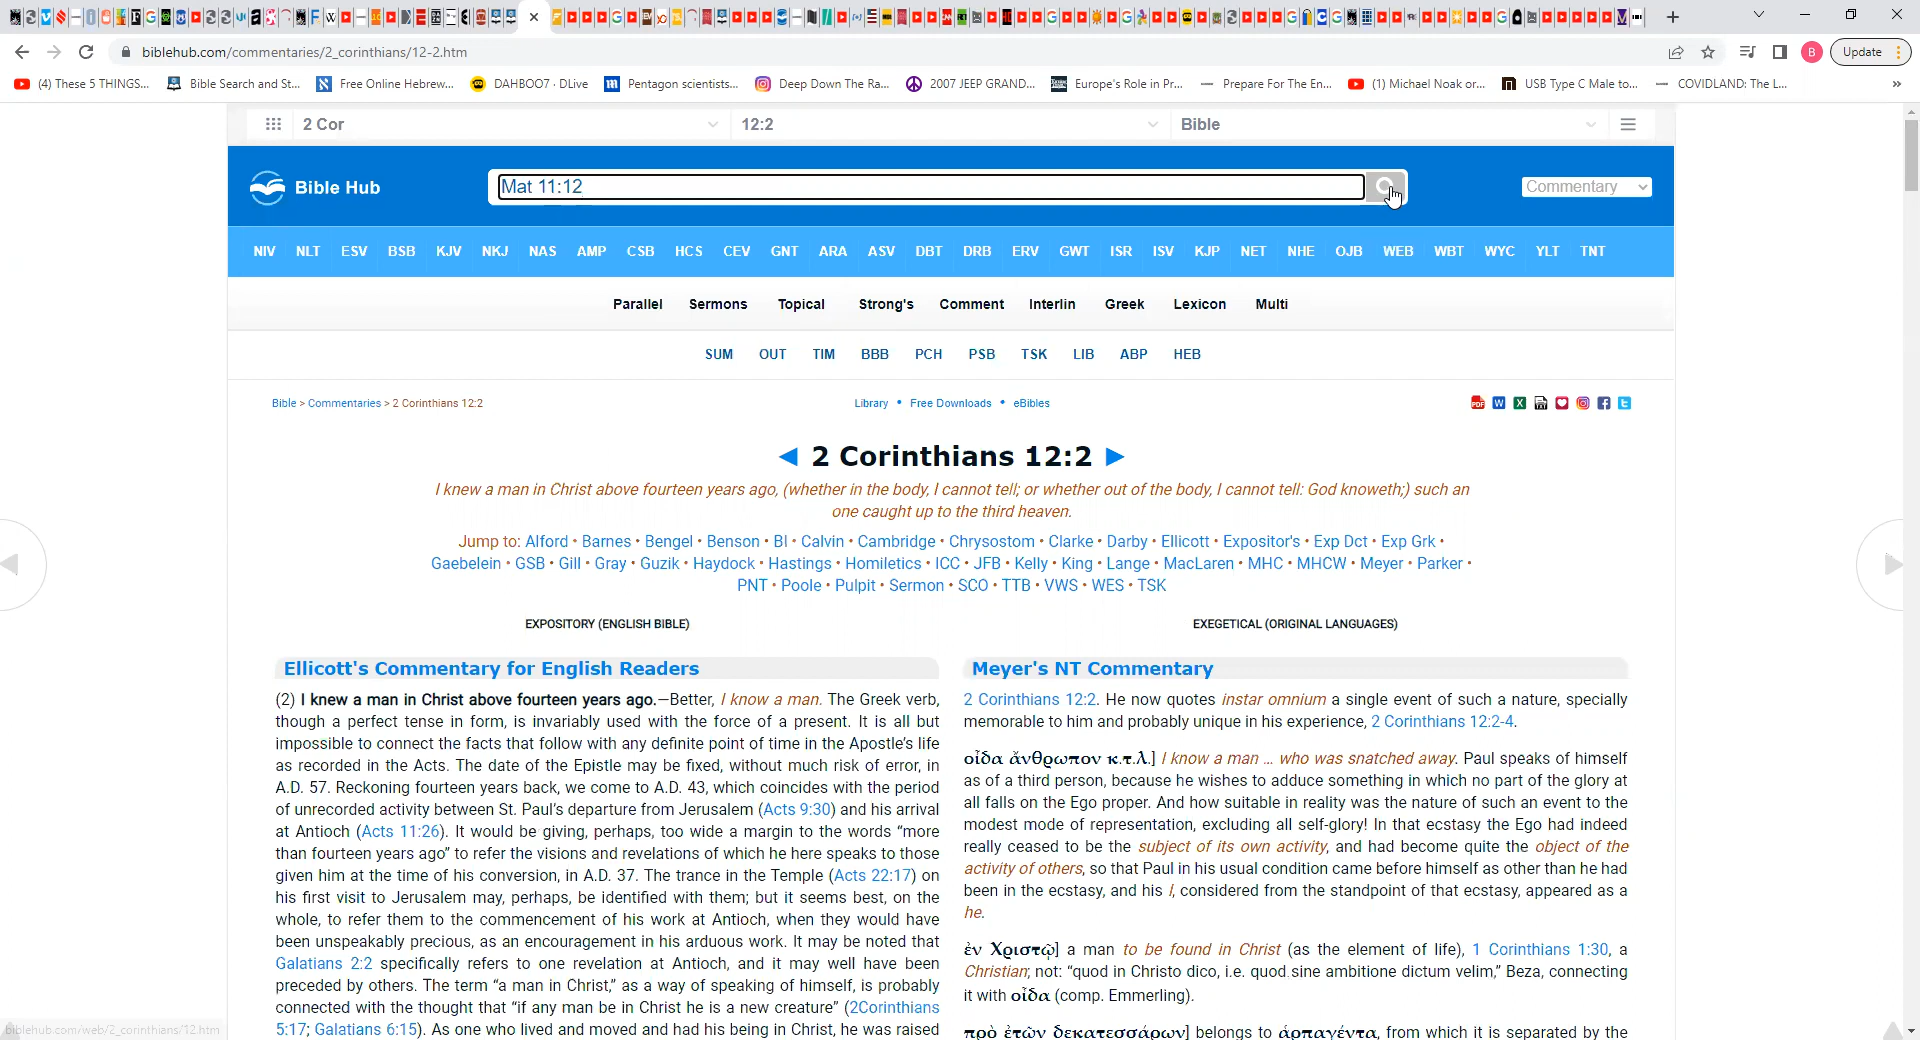 biblehub.com/commentaries/2_corinthians/12-2.htm
Update
(4) These 5 THINGS...
Bible Search and St...
Free Online Hebrew...
DAHBOO7 · DLive
Pentagon scientists...
Deep Down The Ra...
2007 JEEP GRAND...
Europe's Role in Pr...
Prepare For The En...
(1) Michael Noak or...
USB Type C Male to...
COVIDLAND: The L...
»
2 Cor
12:2
Bible
Bible Hub
Mat 11:12
Commentary
NIV NLT ESV BSB KJV NKJ NAS AMP CSB HCS CEV GNT ARA ASV DBT DRB ERV GWT ISR ISV KJP NET NHE OJB WEB WBT WYC YLT TNT
Parallel Sermons Topical Strong's Comment Interlin Greek Lexicon Multi
SUM OUT TIM BBB PCH PSB TSK LIB ABP HEB
Bible > Commentaries > 2 Corinthians 12:2
Library • Free Downloads • eBibles
◄ 2 Corinthians 12:2 ►
I knew a man in Christ above fourteen years ago, (whether in the body, I cannot tell; or whether out of the body, I cannot tell: God knoweth;) such an
one caught up to the third heaven.
Jump to: Alford • Barnes • Bengel • Benson • BI • Calvin • Cambridge • Chrysostom • Clarke • Darby • Ellicott • Expositor's • Exp Dct • Exp Grk •
Gaebelein • GSB • Gill • Gray • Guzik • Haydock • Hastings • Homiletics • ICC • JFB • Kelly • King • Lange • MacLaren • MHC • MHCW • Meyer • Parker •
PNT • Poole • Pulpit • Sermon • SCO • TTB • VWS • WES • TSK
EXPOSITORY (ENGLISH BIBLE)
Ellicott's Commentary for English Readers
(2) I knew a man in Christ above fourteen years ago.—Better, I know a man. The Greek verb,
though a perfect tense in form, is invariably used with the force of a present. It is all but
impossible to connect the facts that follow with any definite point of time in the Apostle's life
as recorded in the Acts. The date of the Epistle may be fixed, without much risk of error, in
A.D. 57. Reckoning fourteen years back, we come to A.D. 43, which coincides with the period
of unrecorded activity between St. Paul's departure from Jerusalem (Acts 9:30) and his arrival
at Antioch (Acts 11:26). It would be giving, perhaps, too wide a margin to the words “more
than fourteen years ago” to refer the visions and revelations of which he here speaks to those
given him at the time of his conversion, in A.D. 37. The trance in the Temple (Acts 22:17) on
his first visit to Jerusalem may, perhaps, be identified with them; but it seems best, on the
whole, to refer them to the commencement of his work at Antioch, when they would have
been unspeakably precious, as an encouragement in his arduous work. It may be noted that
Galatians 2:2 specifically refers to one revelation at Antioch, and it may well have been
preceded by others. The term “a man in Christ,” as a way of speaking of himself, is probably
connected with the thought that “if any man be in Christ he is a new creature” (2Corinthians
5:17; Galatians 6:15). As one who lived and moved and had his being in Christ, he was raised
EXEGETICAL (ORIGINAL LANGUAGES)
Meyer's NT Commentary
2 Corinthians 12:2. He now quotes instar omnium a single event of such a nature, specially
memorable to him and probably unique in his experience, 2 Corinthians 12:2-4.
οἶδα ἄνθρωπον κ.τ.λ.] I know a man ... who was snatched away. Paul speaks of himself
as of a third person, because he wishes to adduce something in which no part of the glory at
all falls on the Ego proper. And how suitable in reality was the nature of such an event to the
modest mode of representation, excluding all self-glory! In that ecstasy the Ego had indeed
really ceased to be the subject of its own activity, and had become quite the object of the
activity of others, so that Paul in his usual condition came before himself as other than he had
been in the ecstasy, and his I, considered from the standpoint of that ecstasy, appeared as a
he.
ἐν Χριστῷ] a man to be found in Christ (as the element of life), 1 Corinthians 1:30, a
Christian; not: “quod in Christo dico, i.e. quod sine ambitione dictum velim,” Beza, connecting
it with οἶδα (comp. Emmerling).
πρὸ ἐτῶν δεκατεσσάρων] belongs to ἁρπαγέντα, from which it is separated by the
biblehub.com/web/2_corinthians/12.htm